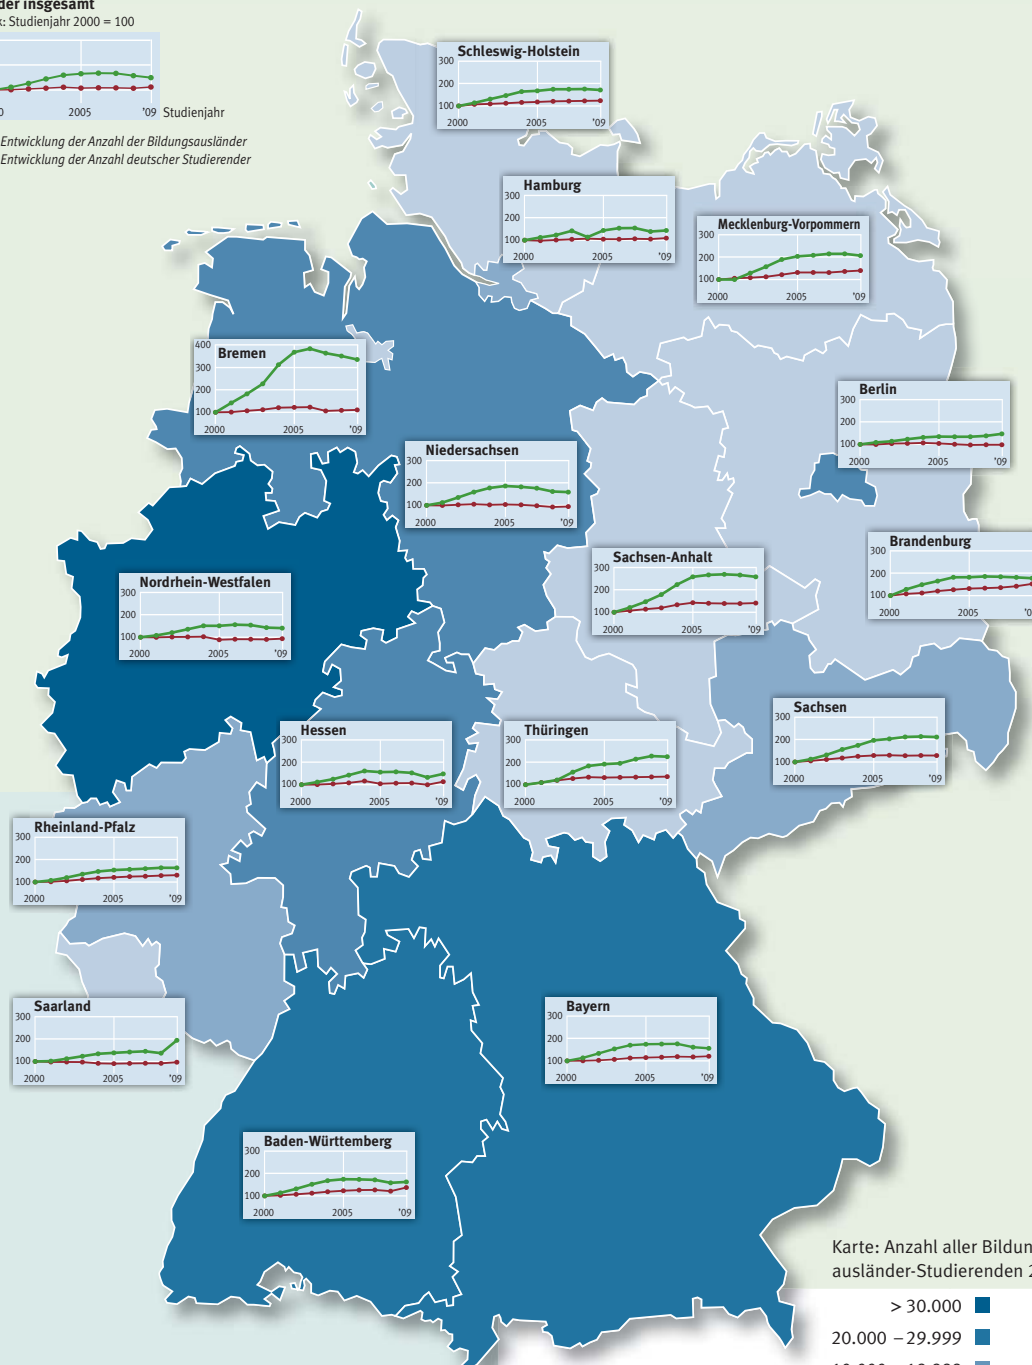 der insgesamt
: Studienjahr 2000 = 100
2005
'09 Studienjahr
Entwicklung der Anzahl der Bildungsausländer
Entwicklung der Anzahl deutscher Studierender
Schleswig-Holstein
300
200
100
2000 2005 '09
Hamburg
300
200
100
2000 2005 '09
Mecklenburg-Vorpommern
300
200
100
2000 2005 '09
Bremen
400
300
200
100
2000 2005 '09
Berlin
300
200
100
2000 2005 '09
Niedersachsen
300
200
100
2000 2005 '09
Brandenburg
300
200
100
2000 2005
Sachsen-Anhalt
300
200
100
2000 2005 '09
Nordrhein-Westfalen
300
200
100
2000 2005 '09
Sachsen
300
200
100
2000 2005 '09
Hessen
300
200
100
2000 2005 '09
Thüringen
300
200
100
2000 2005 '09
Rheinland-Pfalz
300
200
100
2000 2005 '09
Saarland
300
200
100
2000 2005 '09
Bayern
300
200
100
2000 2005 '09
Baden-Württemberg
300
200
100
2000 2005 '09
Karte: Anzahl aller Bildun
ausländer-Studierenden 2
> 30.000
20.000 – 29.999